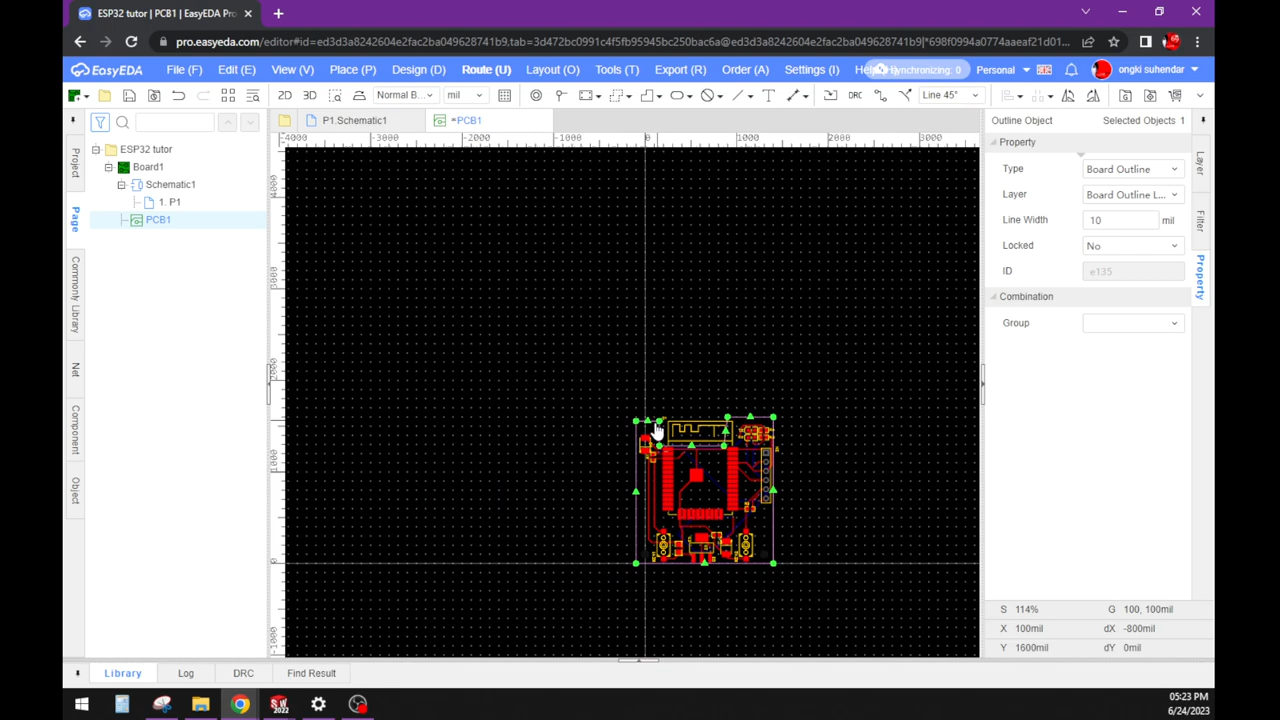 ESP32 tutor | PCB1 | EasyEDA Pro
pro.easyeda.com/editor#id=ed3d3a8242604e2fac2ba049628741b9,tab=3d472bc0991c4f5fb95945bc250bac6a@ed3d3a8242604e2fac2ba049628741b9|*698f0994a0774aaeaf21d01...
EasyEDA File (F) Edit (E) View (V) Place (P) Design (D) Route (U) Layout (O) Tools (T) Export (R) Order (A) Settings (I) Synchronizing: 0 Personal ongki suhendar
2D 3D Normal B... mil DRC Line 45°
P1.Schematic1 *PCB1
Outline Object Selected Objects 1
Project
Page
Commonly Library
Net
Component
Object
ESP32 tutor
Board1
Schematic1
1. P1
PCB1
-4000 -2000 -1000 0 1000 2000 3000
Property
Type Board Outline
Layer Board Outline L...
Line Width 10 mil
Locked No
ID e135
Combination
Group
Layer
Filter
Property
S 114% G 100, 100mil
X 100mil dX -800mil
Y 1600mil dY 0mil
Library Log DRC Find Result
05:23 PM
6/24/2023